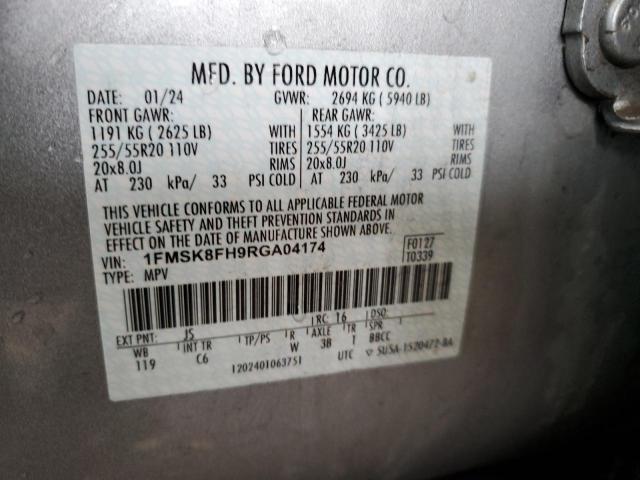 MFD. BY FORD MOTOR CO.
DATE: 01/24 GVWR: 2694 KG ( 5940 LB)
FRONT GAWR: REAR GAWR:
1191 KG ( 2625 LB) WITH 1554 KG ( 3425 LB) WITH
255/55R20 110V TIRES 255/55R20 110V TIRES
20x8.0J RIMS 20x8.0J RIMS
AT 230 kPa/ 33 PSI COLD AT 230 kPa/ 33 PSI COLD
THIS VEHICLE CONFORMS TO ALL APPLICABLE FEDERAL MOTOR
VEHICLE SAFETY AND THEFT PREVENTION STANDARDS IN
EFFECT ON THE DATE OF MANUFACTURE SHOWN ABOVE.
VIN: 1FMSK8FH9RGA04174 F0127
TYPE: MPV T0339
EXT PNT: JS RC: 16 DSO:
WB INT TR TP/PS R AXLE TR SPR
119 C6 W 3B 1 BBCC
1202401063751 UTC SUSA-1520472-BA